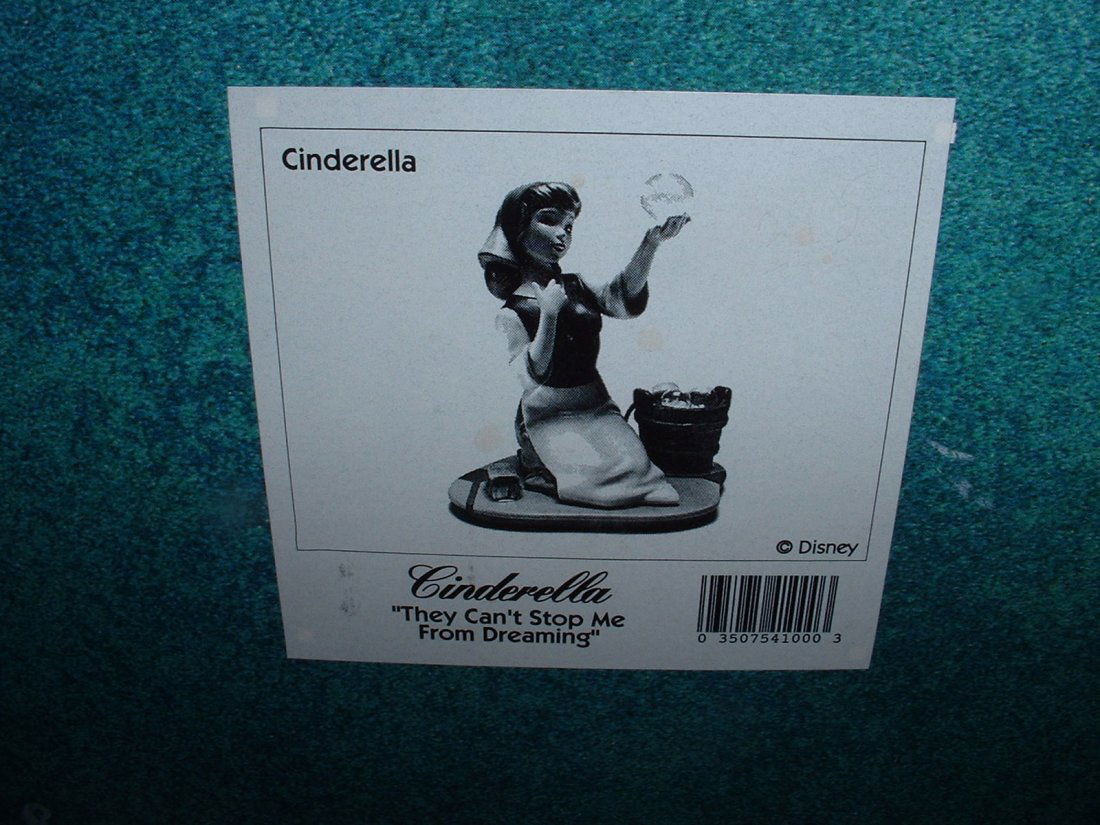 Cinderella
© Disney
Cinderella
"They Can't Stop Me
From Dreaming"
0 3507541000 3